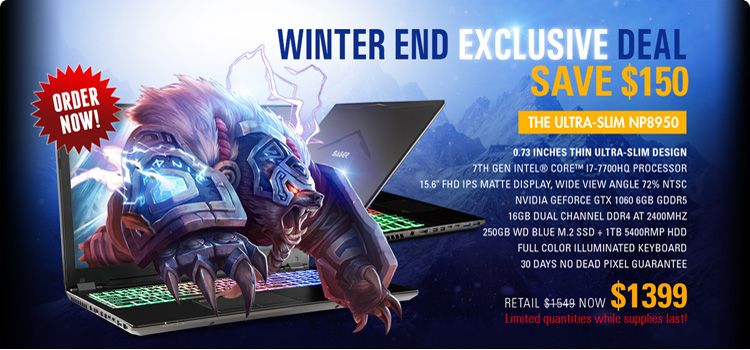 WINTER END EXCLUSIVE DEAL
SAVE $150
ORDER
NOW!
THE ULTRA-SLIM NP8950
SAGER
0.73 INCHES THIN ULTRA-SLIM DESIGN
7TH GEN INTEL® CORE™ I7-7700HQ PROCESSOR
15.6" FHD IPS MATTE DISPLAY, WIDE VIEW ANGLE 72% NTSC
NVIDIA GEFORCE GTX 1060 6GB GDDR5
16GB DUAL CHANNEL DDR4 AT 2400MHZ
250GB WD BLUE M.2 SSD + 1TB 5400RMP HDD
FULL COLOR ILLUMINATED KEYBOARD
30 DAYS NO DEAD PIXEL GUARANTEE
RETAIL $1549 NOW $1399
Limited quantities while supplies last!